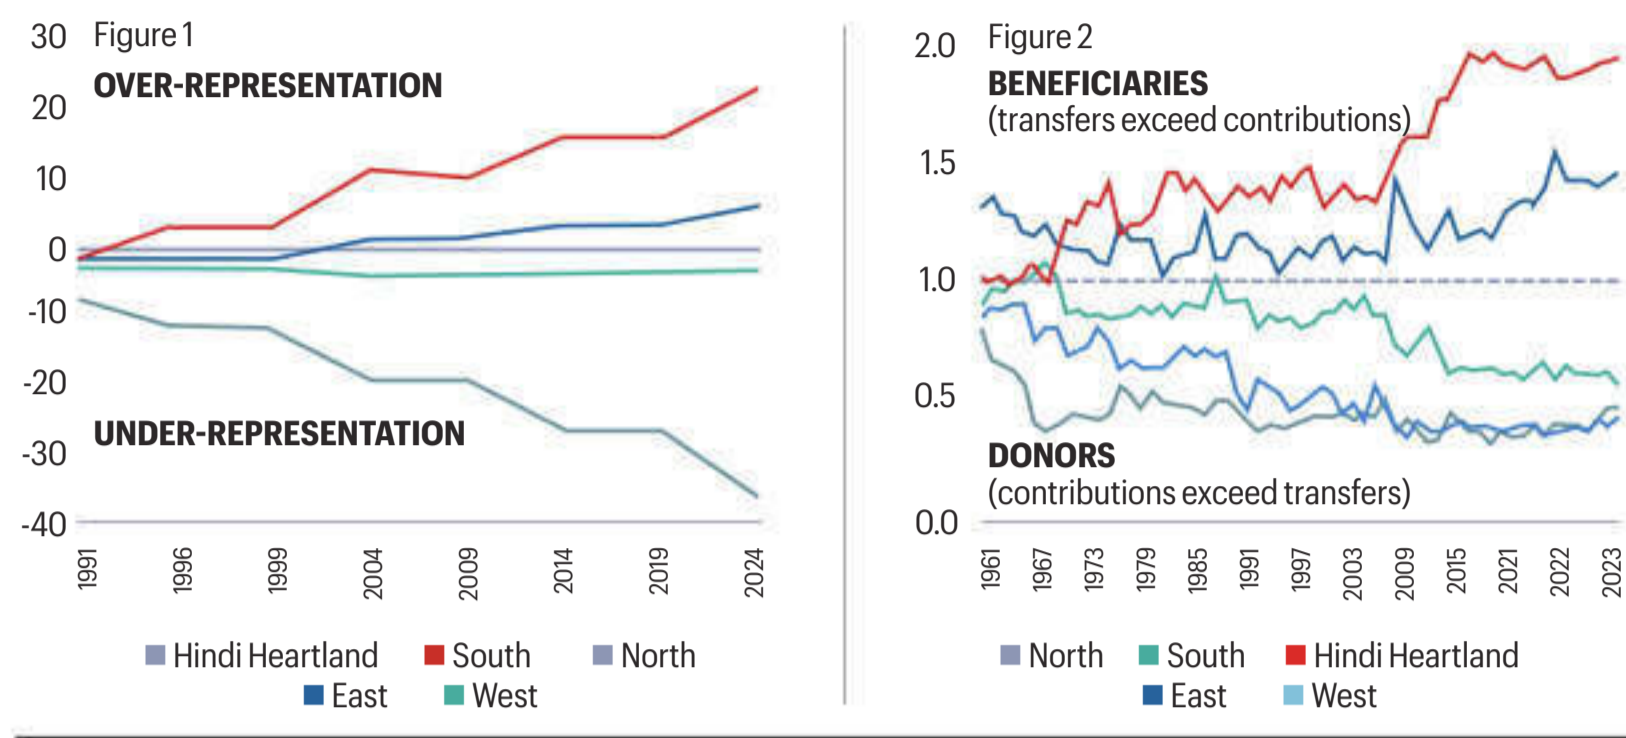 Figure 1
OVER-REPRESENTATION
30
20
10
0
-10
-20
-30
-40
UNDER-REPRESENTATION
1991
1996
1999
2004
2009
2014
2019
2024
Hindi Heartland South North
East West
Figure 2
BENEFICIARIES
(transfers exceed contributions)
2.0
1.5
1.0
0.5
0.0
DONORS
(contributions exceed transfers)
1961
1967
1973
1979
1985
1991
1997
2003
2009
2015
2021
2022
2023
North South Hindi Heartland
East West